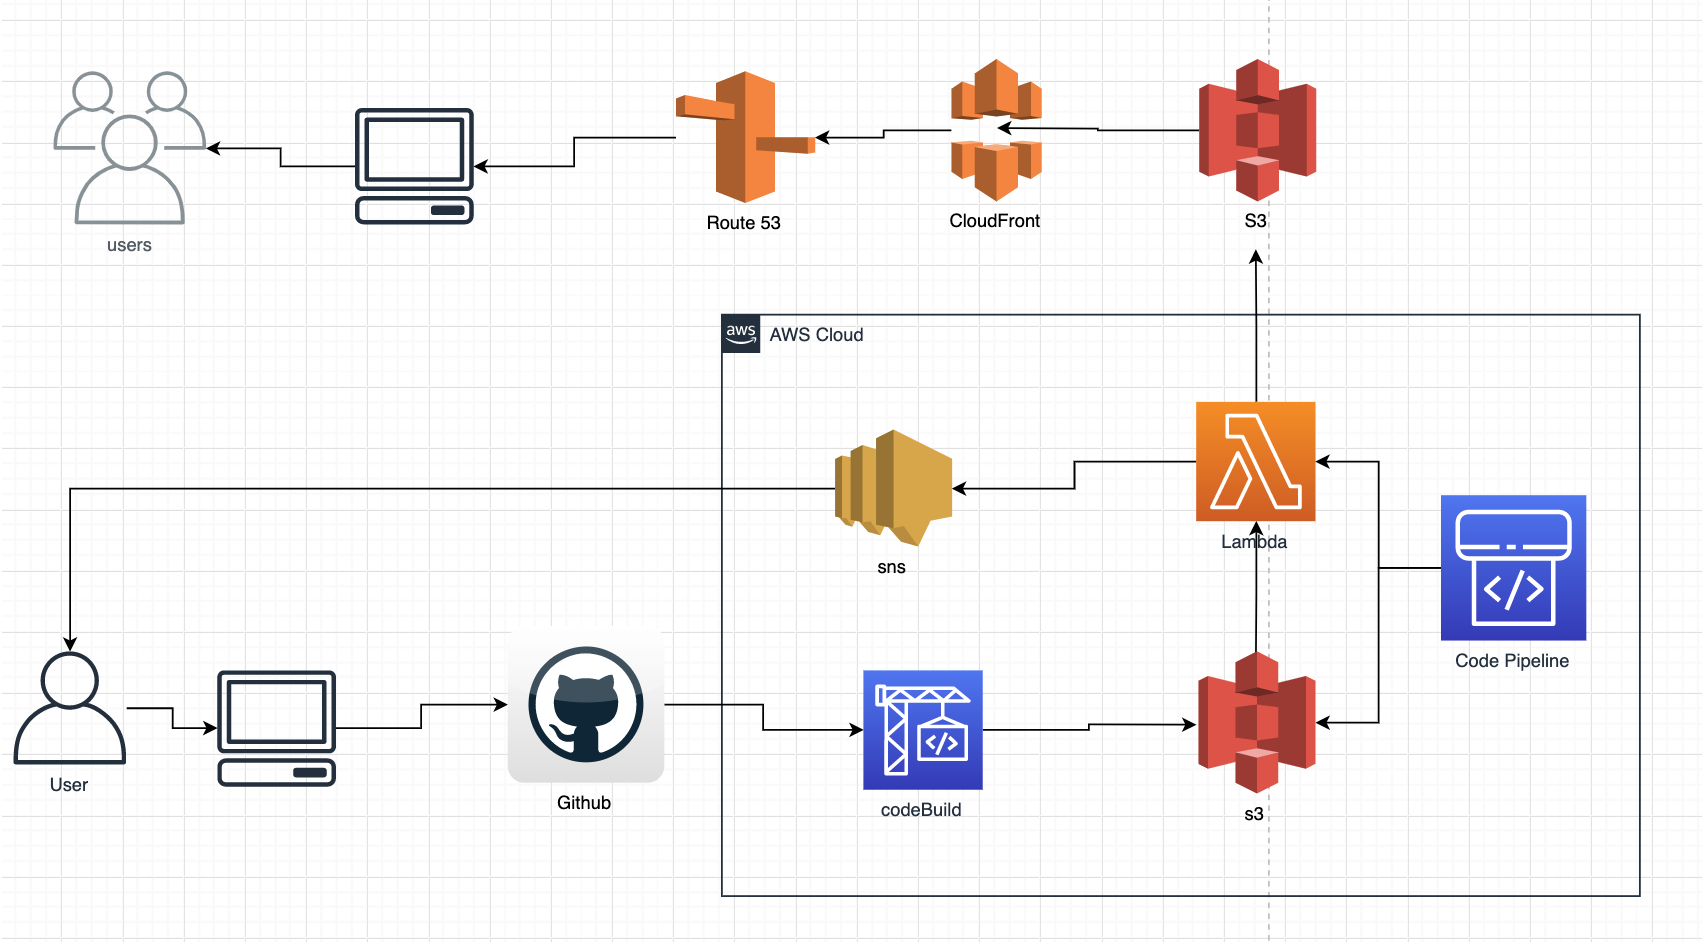 users
Route 53
CloudFront
S3
aws
AWS Cloud
sns
Lambda
</>
Code Pipeline
User
Github
</>
codeBuild
s3